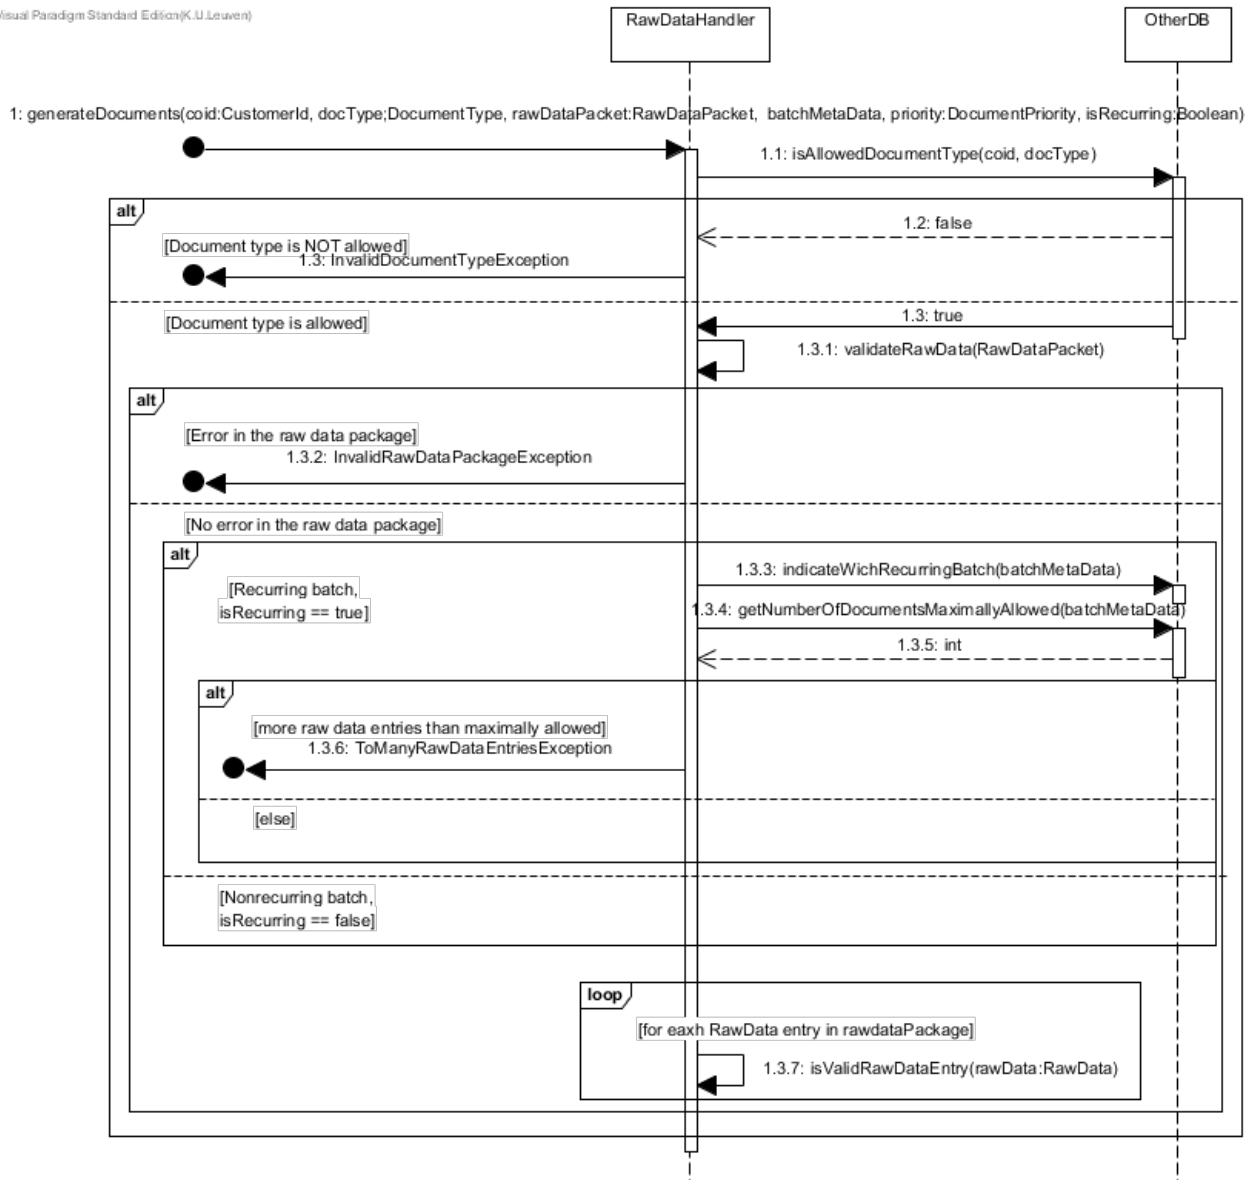 Visual Paradigm Standard Edition(K.U.Leuven)
RawDataHandler
OtherDB
1: generateDocuments(coid:CustomerId, docType;DocumentType, rawDataPacket:RawDataPacket, batchMetaData, priority:DocumentPriority, isRecurring:Boolean)
1.1: isAllowedDocumentType(coid, docType)
alt
1.2: false
[Document type is NOT allowed]
1.3: InvalidDocumentTypeException
1.3: true
[Document type is allowed]
1.3.1: validateRawData(RawDataPacket)
alt
[Error in the raw data package]
1.3.2: InvalidRawDataPackageException
[No error in the raw data package]
alt
1.3.3: indicateWichRecurringBatch(batchMetaData)
[Recurring batch,
isRecurring == true]
1.3.4: getNumberOfDocumentsMaximallyAllowed(batchMetaData)
1.3.5: int
alt
[more raw data entries than maximally allowed]
1.3.6: ToManyRawDataEntriesException
[else]
[Nonrecurring batch,
isRecurring == false]
loop
[for eaxh RawData entry in rawdataPackage]
1.3.7: isValidRawDataEntry(rawData:RawData)